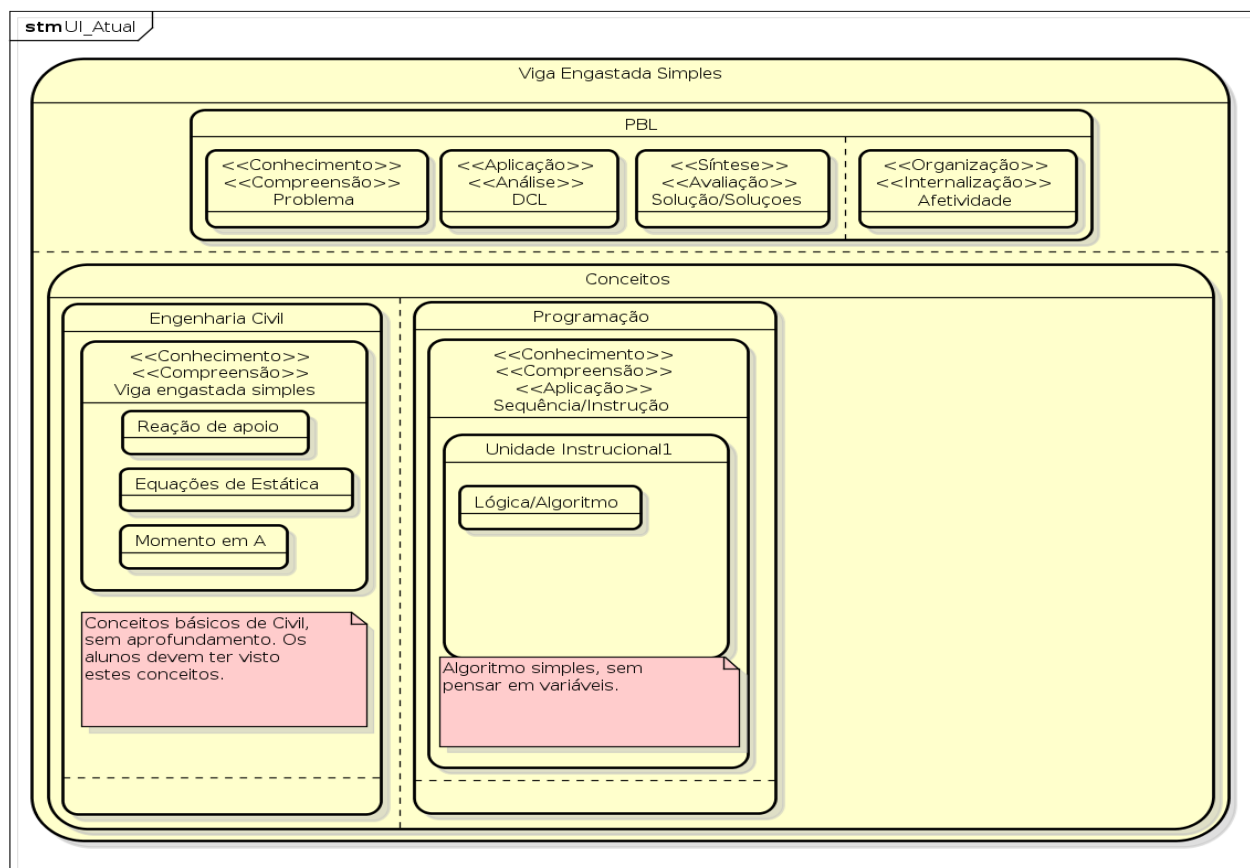 stm UI_Atual
Viga Engastada Simples
PBL
<<Conhecimento>>
<<Compreensão>>
Problema
<<Aplicação>>
<<Análise>>
DCL
<<Síntese>>
<<Avaliação>>
Solução/Soluçoes
<<Organização>>
<<Internalização>>
Afetividade
Conceitos
Engenharia Civil
<<Conhecimento>>
<<Compreensão>>
Viga engastada simples
Reação de apoio
Equações de Estática
Momento em A
Conceitos básicos de Civil,
sem aprofundamento. Os
alunos devem ter visto
estes conceitos.
Programação
<<Conhecimento>>
<<Compreensão>>
<<Aplicação>>
Sequência/Instrução
Unidade Instrucional1
Lógica/Algoritmo
Algoritmo simples, sem
pensar em variáveis.